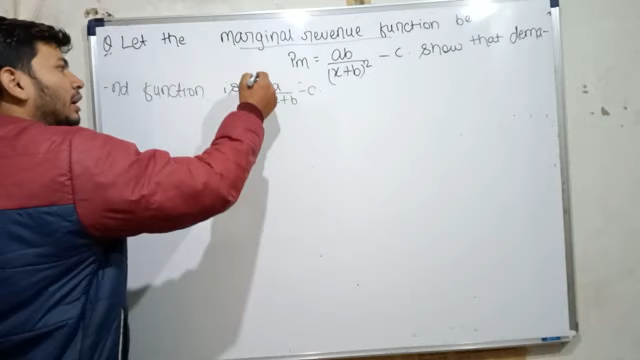 Q Let the marginal revenue function be
Pm = ab/(x+b)² - c. show that dema-
-nd function is a/x+b - c